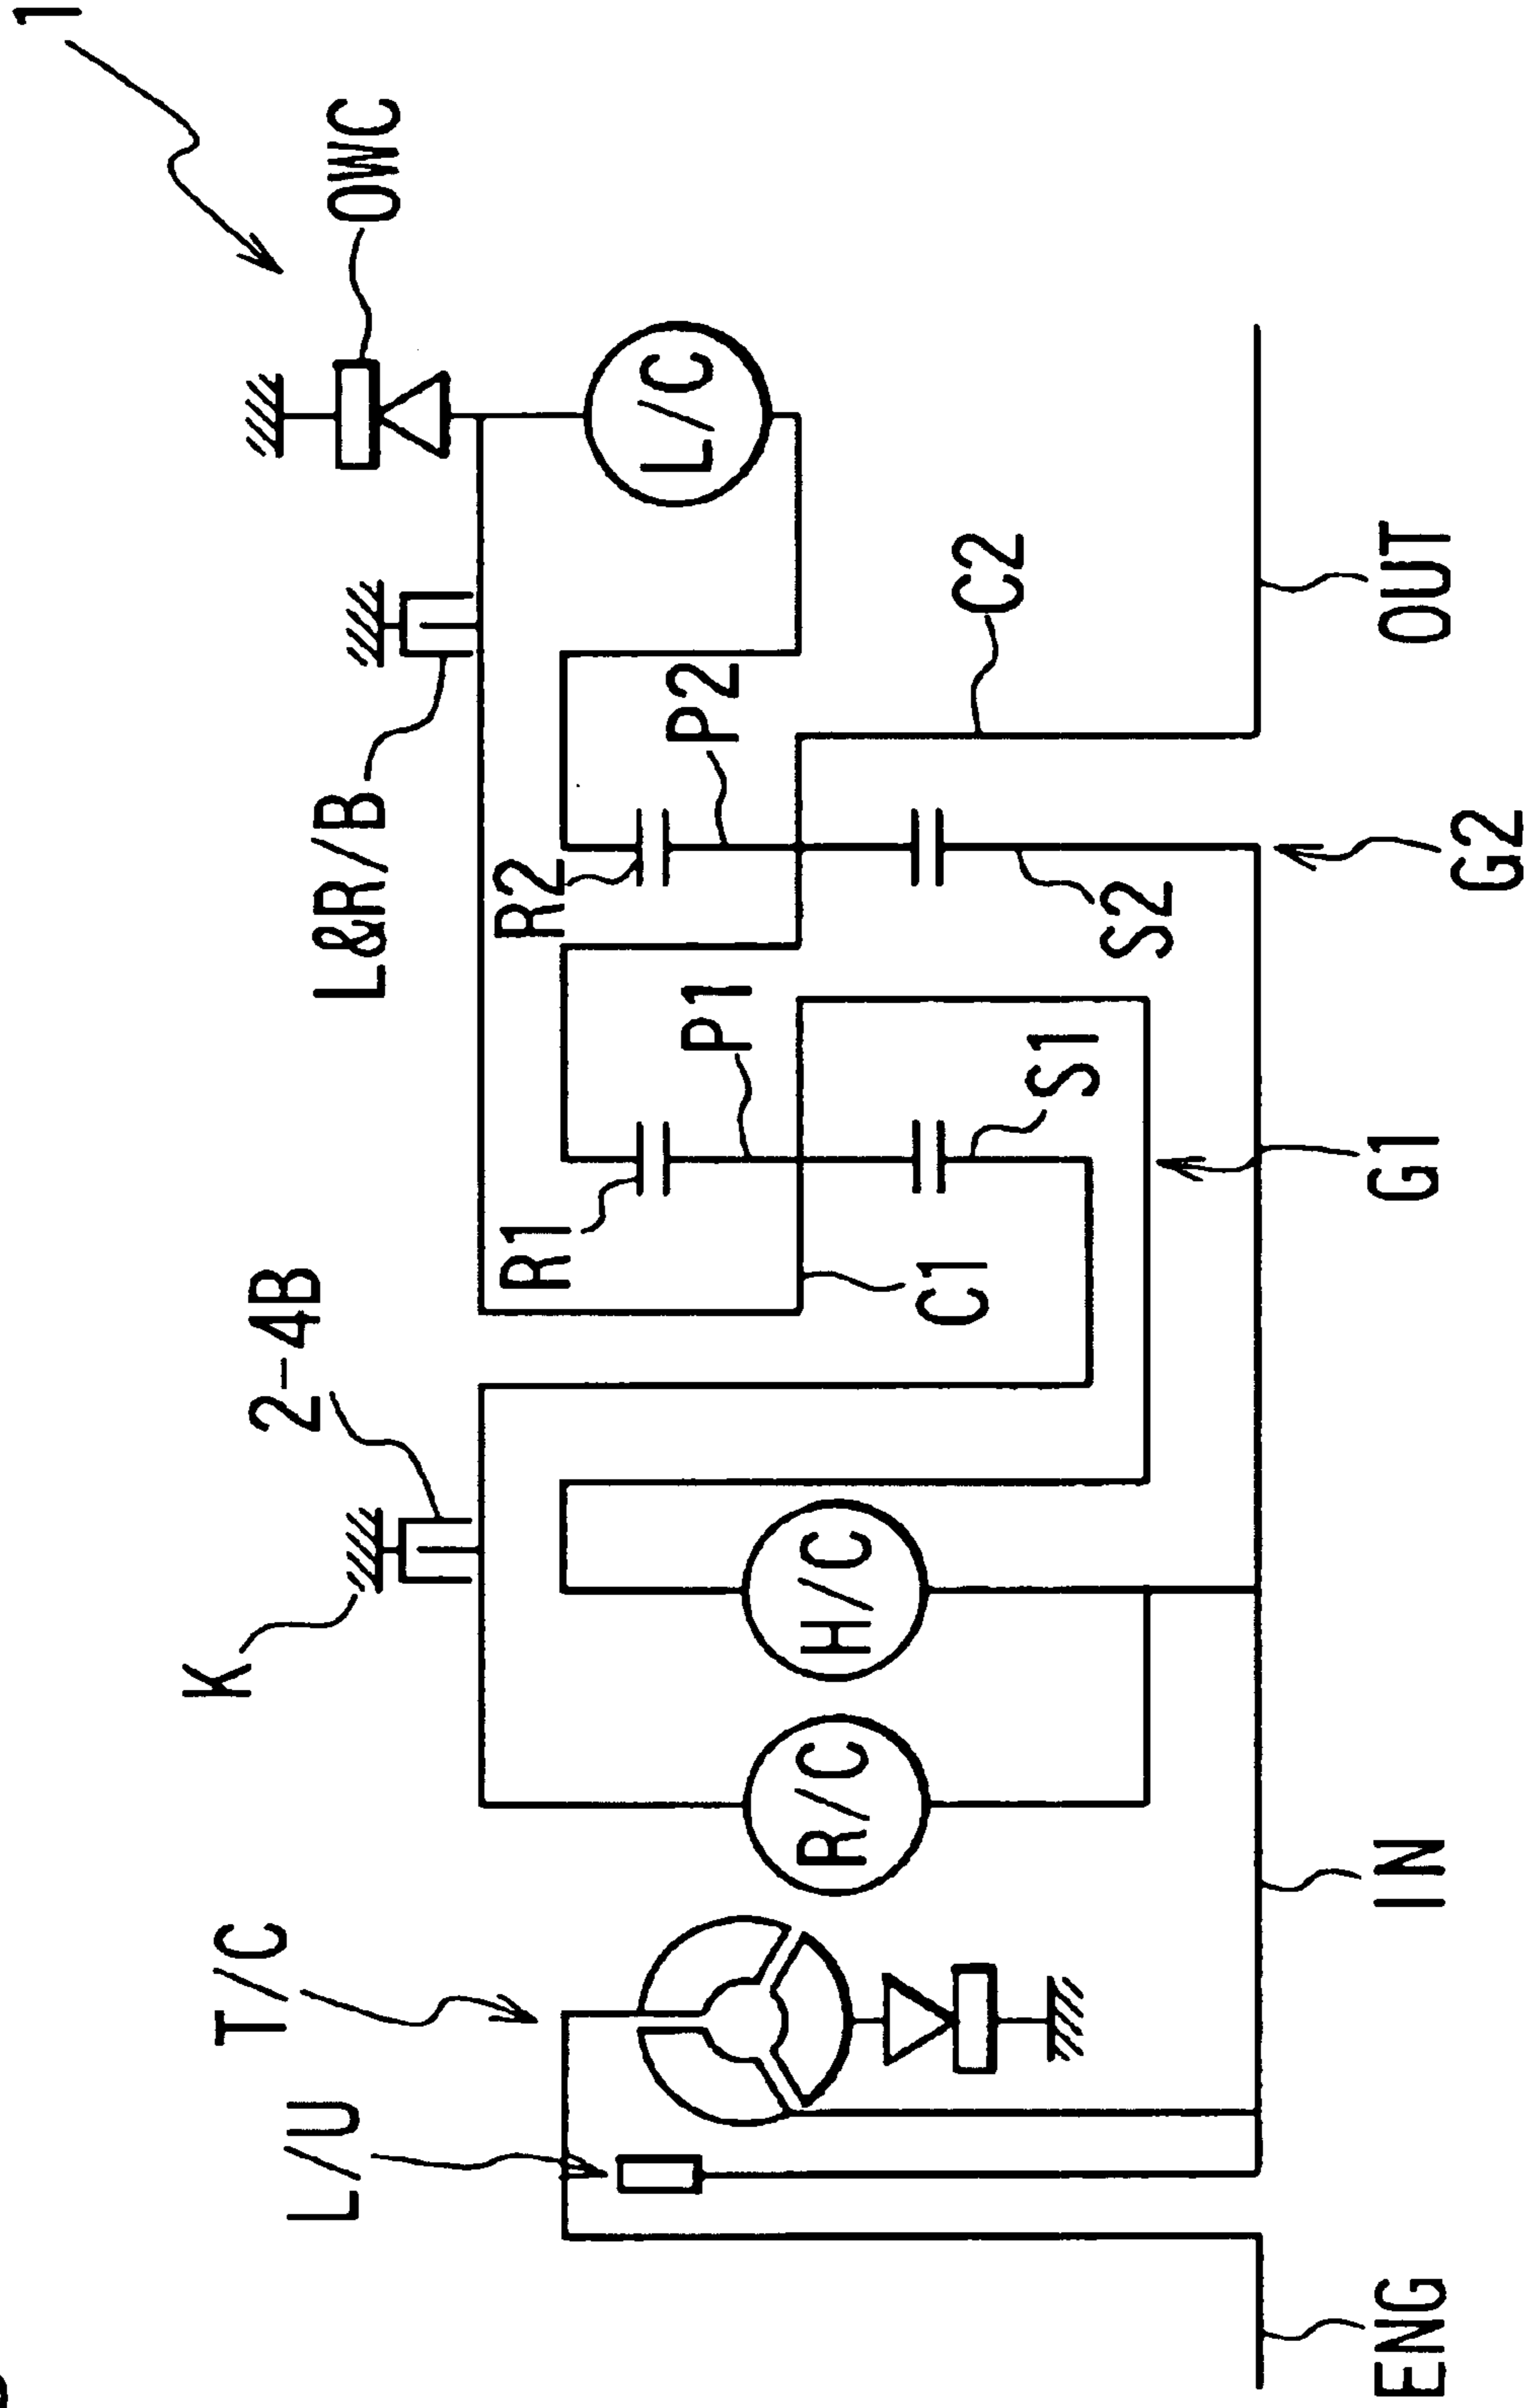 1
OWC
L/C
L&R/B
C2
OUT
P2
R2
S2
G2
P1
S1
G1
R1
C1
2-4B
K
H/C
R/C
IN
T/C
L/U
ENG